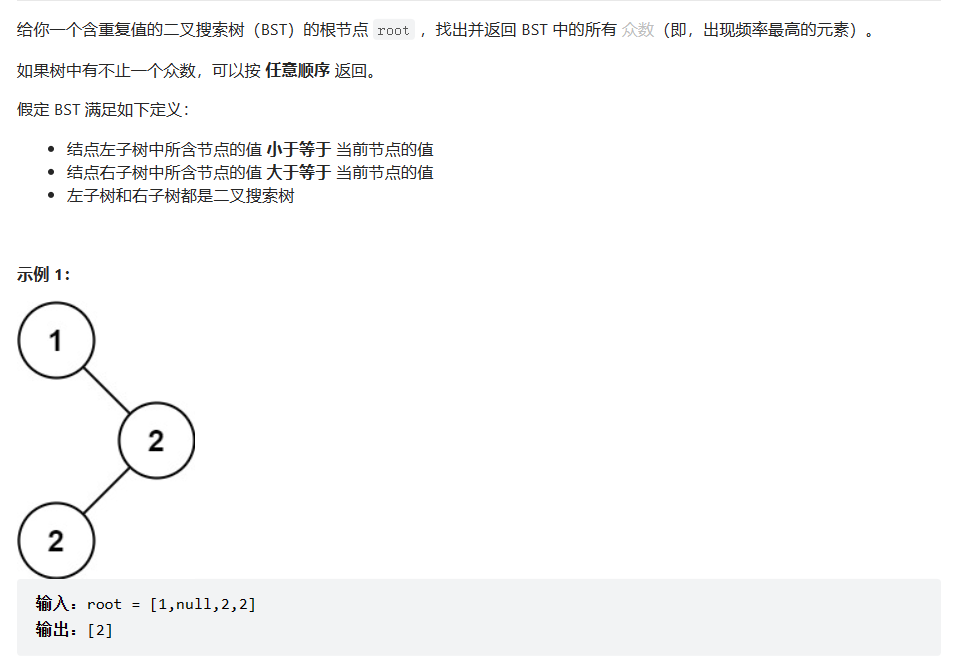 给你一个含重复值的二叉搜索树（BST）的根节点 root ，找出并返回 BST 中的所有 众数（即，出现频率最高的元素）。
如果树中有不止一个众数，可以按 任意顺序 返回。
假定 BST 满足如下定义：
• 结点左子树中所含节点的值 小于等于 当前节点的值
• 结点右子树中所含节点的值 大于等于 当前节点的值
• 左子树和右子树都是二叉搜索树
示例 1：
1
2
2
输入：root = [1,null,2,2]
输出：[2]